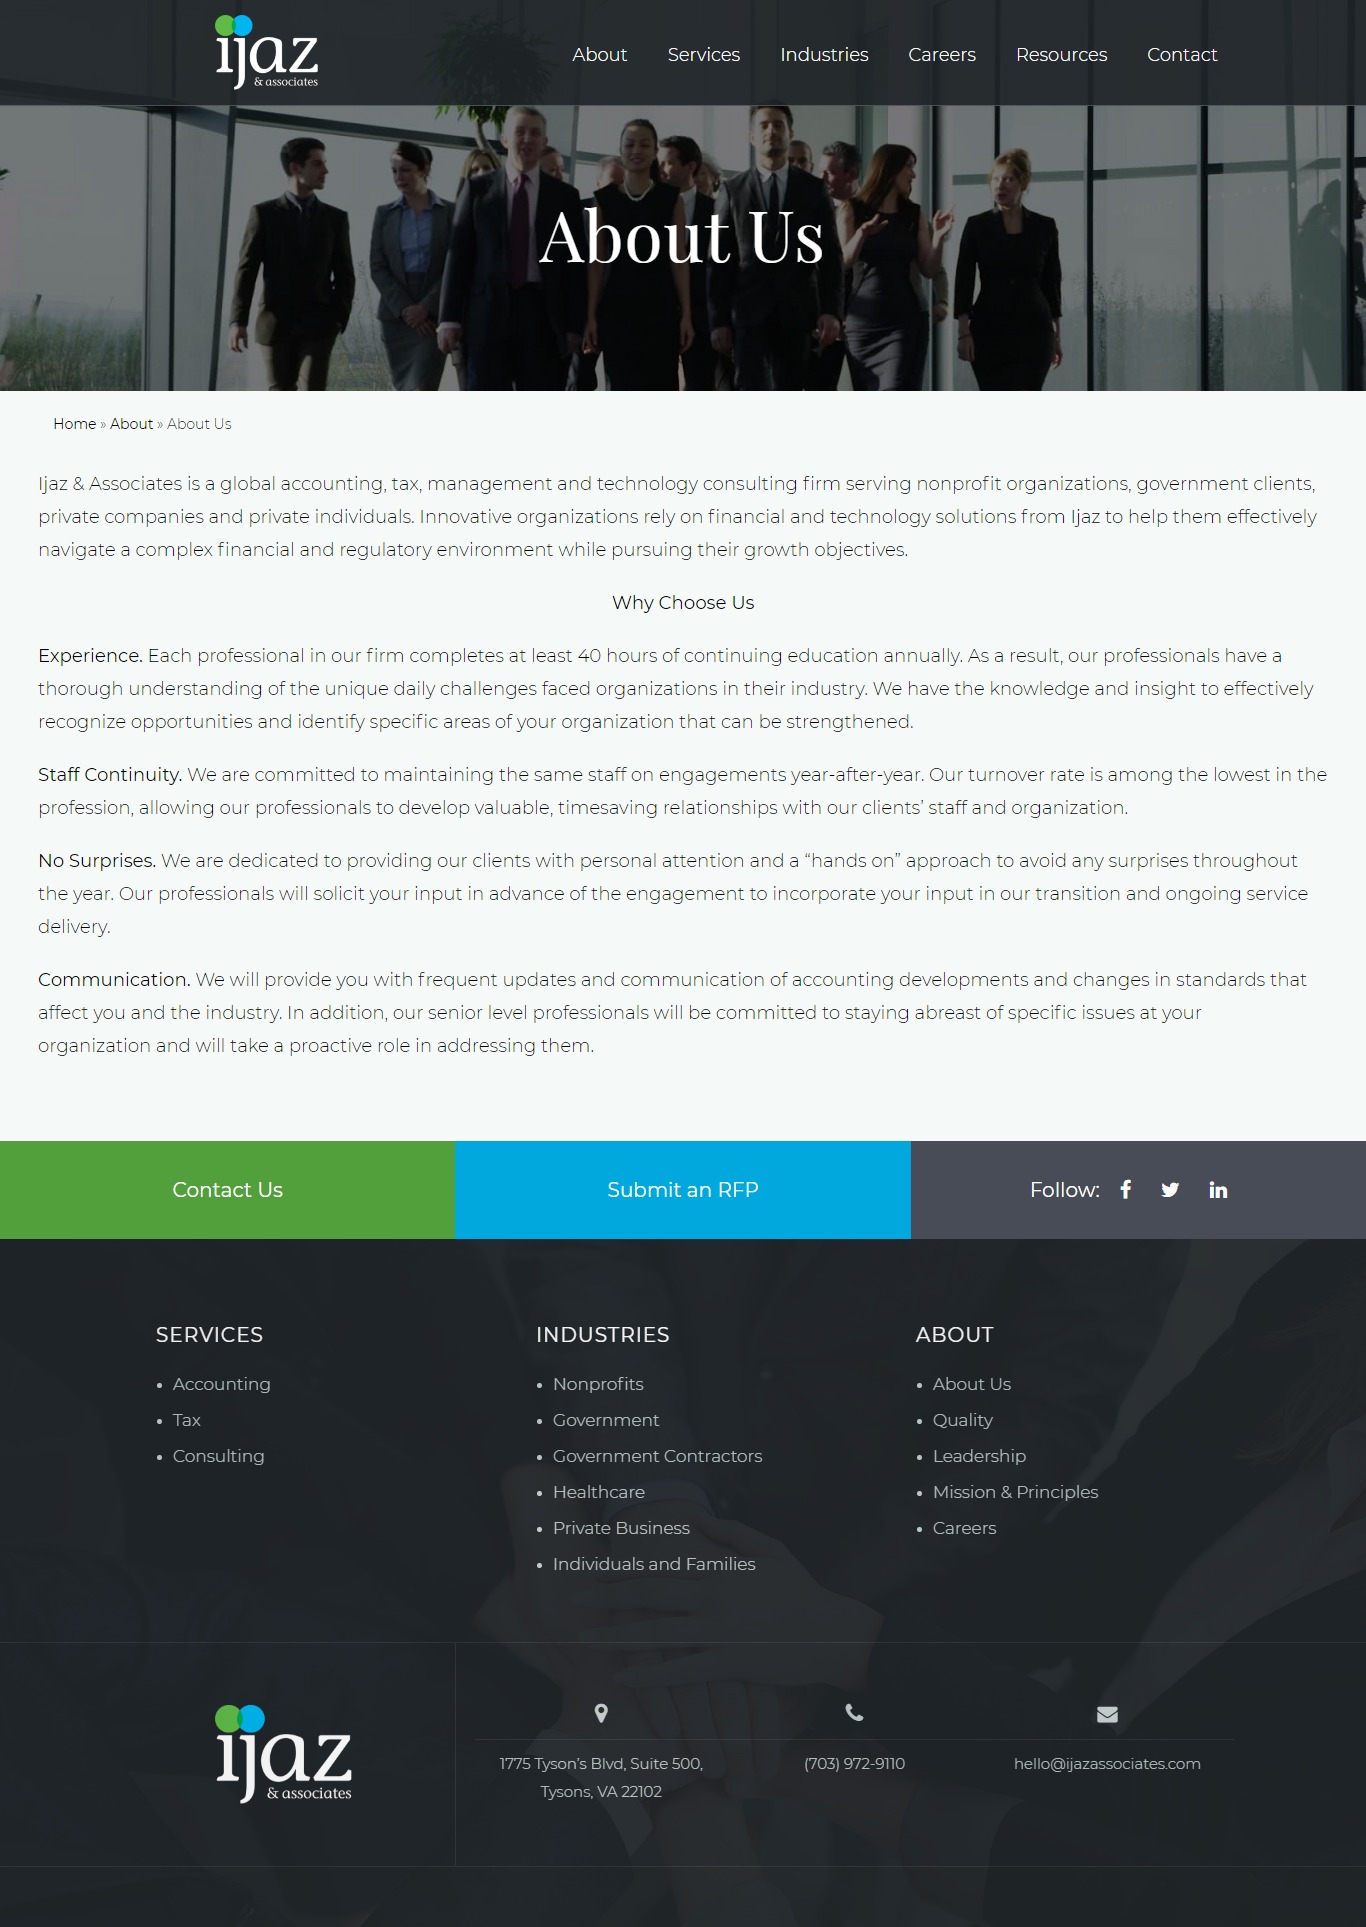 ijaz
& associates
About Services Industries Careers Resources Contact
About Us
Home » About » About Us
Ijaz & Associates is a global accounting, tax, management and technology consulting firm serving nonprofit organizations, government clients,
private companies and private individuals. Innovative organizations rely on financial and technology solutions from Ijaz to help them effectively
navigate a complex financial and regulatory environment while pursuing their growth objectives.
Why Choose Us
Experience. Each professional in our firm completes at least 40 hours of continuing education annually. As a result, our professionals have a
thorough understanding of the unique daily challenges faced organizations in their industry. We have the knowledge and insight to effectively
recognize opportunities and identify specific areas of your organization that can be strengthened.
Staff Continuity. We are committed to maintaining the same staff on engagements year-after-year. Our turnover rate is among the lowest in the
profession, allowing our professionals to develop valuable, timesaving relationships with our clients’ staff and organization.
No Surprises. We are dedicated to providing our clients with personal attention and a “hands on” approach to avoid any surprises throughout
the year. Our professionals will solicit your input in advance of the engagement to incorporate your input in our transition and ongoing service
delivery.
Communication. We will provide you with frequent updates and communication of accounting developments and changes in standards that
affect you and the industry. In addition, our senior level professionals will be committed to staying abreast of specific issues at your
organization and will take a proactive role in addressing them.
Contact Us
Submit an RFP
Follow:
SERVICES
Accounting
Tax
Consulting
INDUSTRIES
Nonprofits
Government
Government Contractors
Healthcare
Private Business
Individuals and Families
ABOUT
About Us
Quality
Leadership
Mission & Principles
Careers
ijaz
& associates
1775 Tyson’s Blvd, Suite 500,
Tysons, VA 22102
(703) 972-9110
hello@ijazassociates.com